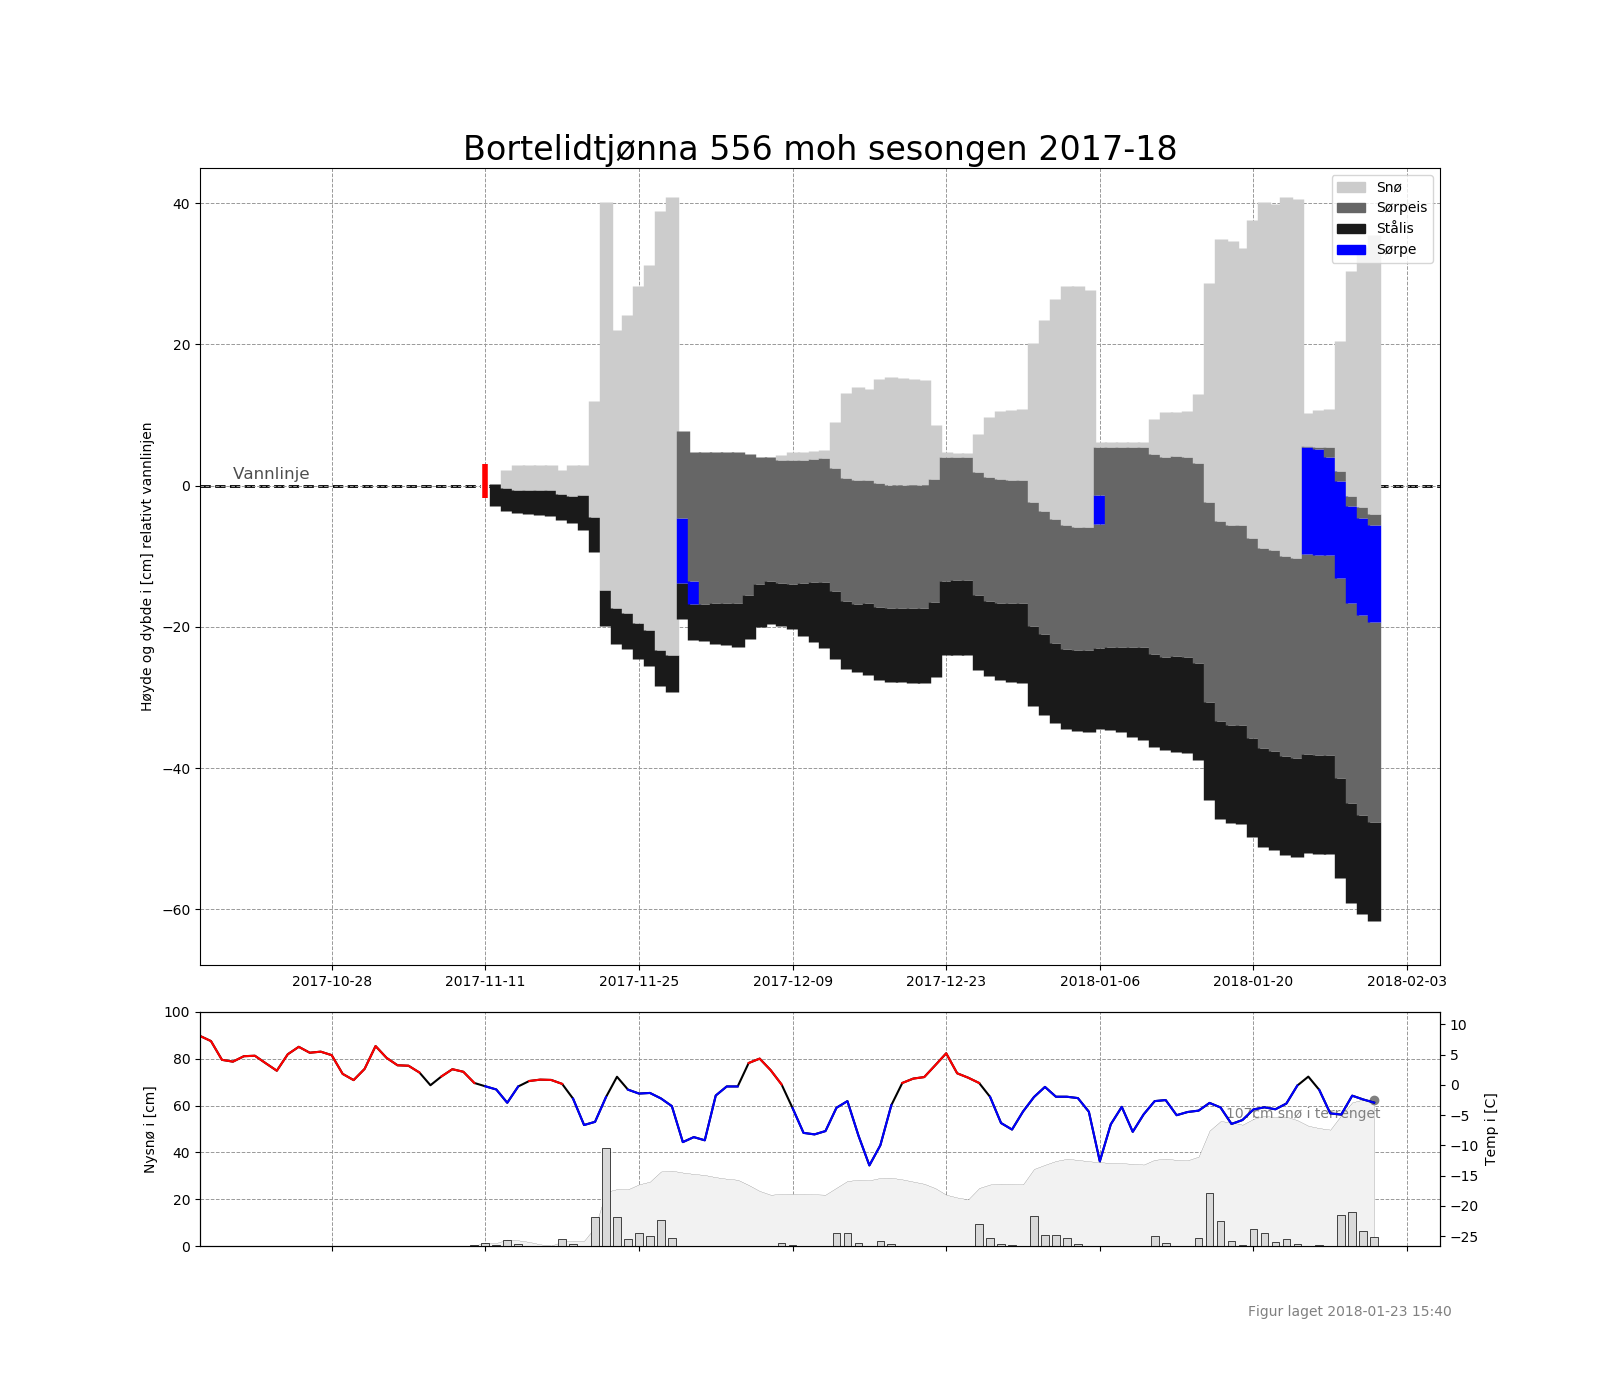 Bortelidtjønna 556 moh sesongen 2017-18
Snø
Sørpeis
Stålis
Sørpe
Høyde og dybde i [cm] relativt vannlinjen
40
20
0
−20
−40
−60
Vannlinje
2017-10-28
2017-11-11
2017-11-25
2017-12-09
2017-12-23
2018-01-06
2018-01-20
2018-02-03
Nysnø i [cm]
100
80
60
40
20
0
Temp i [C]
10
5
0
−5
−10
−15
−20
−25
cm snø i terrenget
Figur laget 2018-01-23 15:40